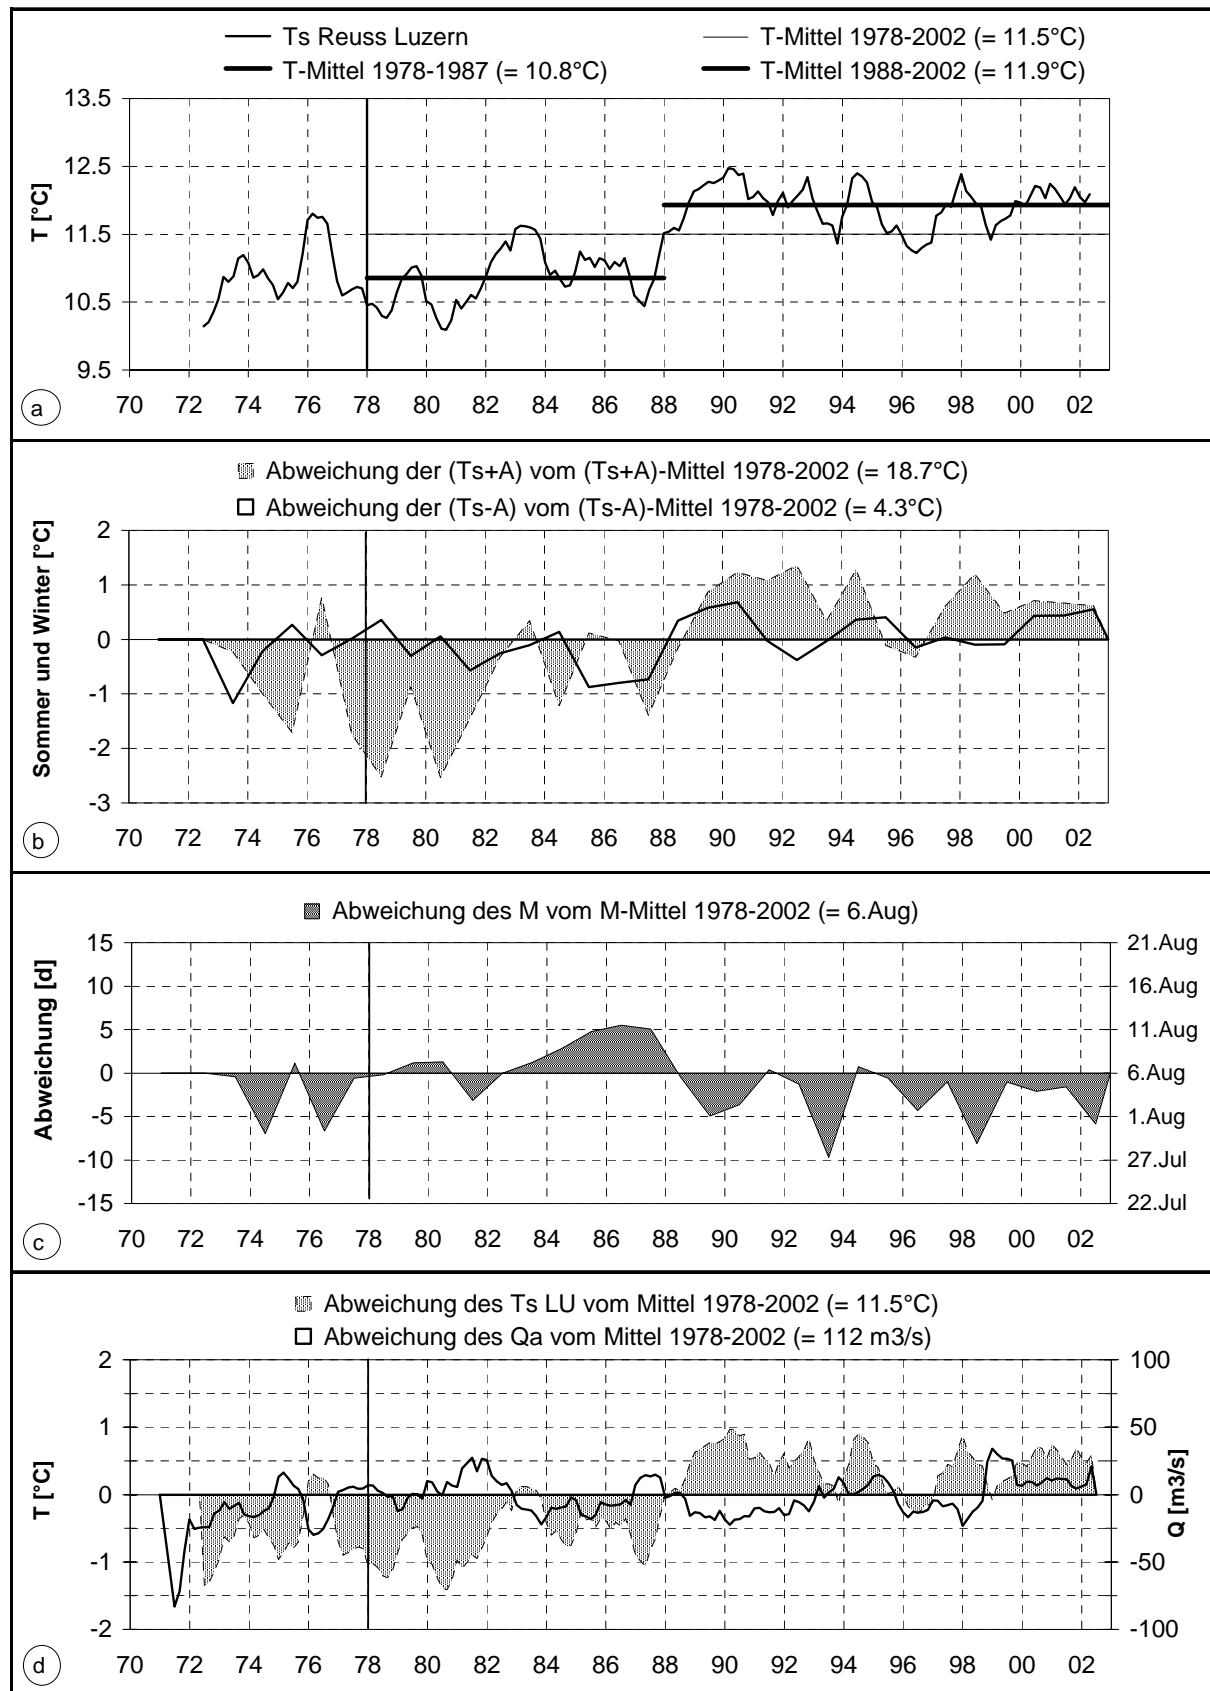 Ts Reuss Luzern T-Mittel 1978-2002 (= 11.5°C)
T-Mittel 1978-1987 (= 10.8°C) T-Mittel 1988-2002 (= 11.9°C)
13.5
12.5
11.5
10.5
9.5
T [°C]
70 72 74 76 78 80 82 84 86 88 90 92 94 96 98 00 02
a
Abweichung der (Ts+A) vom (Ts+A)-Mittel 1978-2002 (= 18.7°C)
Abweichung der (Ts-A) vom (Ts-A)-Mittel 1978-2002 (= 4.3°C)
2
1
0
-1
-2
-3
Sommer und Winter [°C]
70 72 74 76 78 80 82 84 86 88 90 92 94 96 98 00 02
b
Abweichung des M vom M-Mittel 1978-2002 (= 6.Aug)
15 21.Aug
10 16.Aug
5 11.Aug
0 6.Aug
-5 1.Aug
-10 27.Jul
-15 22.Jul
Abweichung [d]
70 72 74 76 78 80 82 84 86 88 90 92 94 96 98 00 02
c
Abweichung des Ts LU vom Mittel 1978-2002 (= 11.5°C)
Abweichung des Qa vom Mittel 1978-2002 (= 112 m3/s)
2 100
1 50
0 0
-1 -50
-2 -100
T [°C]
Q [m3/s]
70 72 74 76 78 80 82 84 86 88 90 92 94 96 98 00 02
d